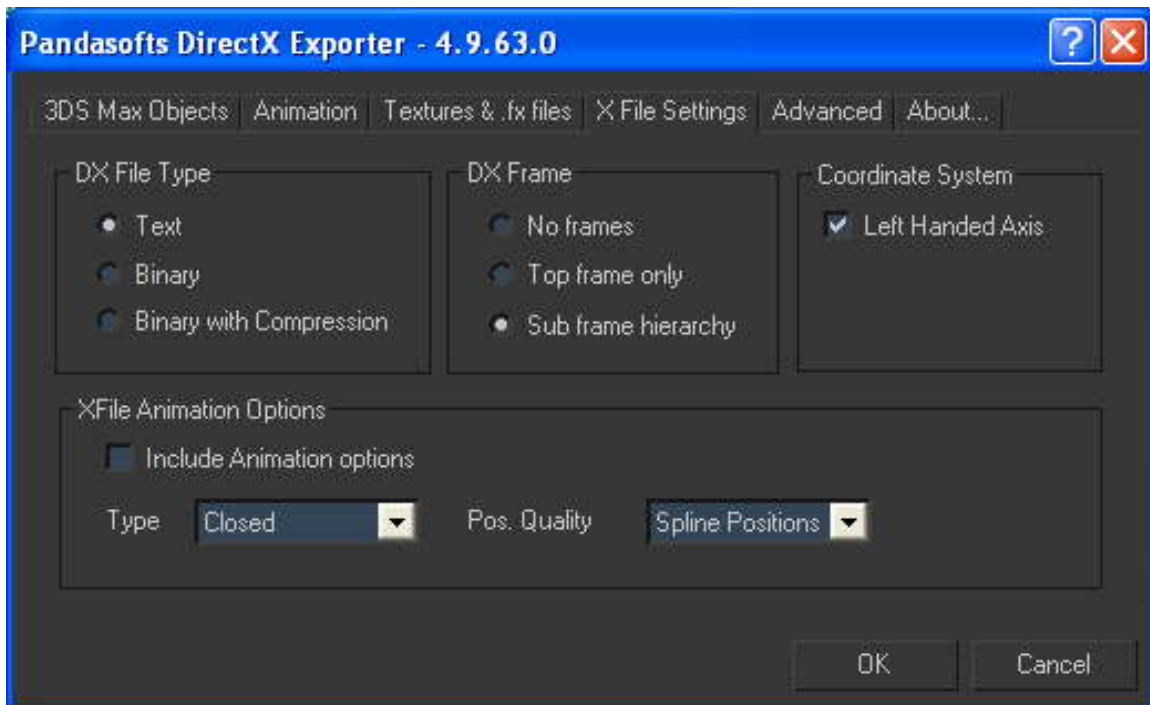 Pandasofts DirectX Exporter - 4.9.63.0
3DS Max Objects Animation Textures & .fx files X File Settings Advanced About...
DX File Type
Text
Binary
Binary with Compression
DX Frame
No frames
Top frame only
Sub frame hierarchy
Coordinate System
Left Handed Axis
XFile Animation Options
Include Animation options
Type Closed Pos. Quality Spline Positions
OK Cancel